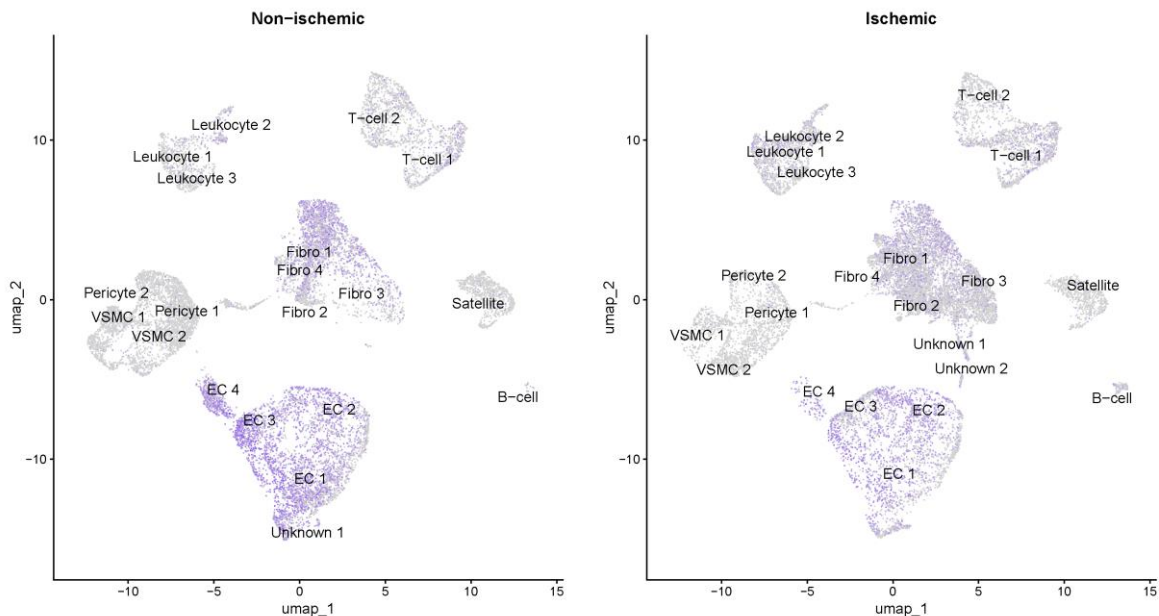 Non−ischemic
Ischemic
T−cell 2
Leukocyte 2
T−cell 1
Leukocyte 1
Leukocyte 3
Fibro 1
Fibro 4
Pericyte 2
Fibro 3
Pericyte 1
Satellite
Fibro 2
VSMC 1
VSMC 2
EC 4
B−cell
EC 3
EC 2
EC 1
Unknown 1
10
0
−10
umap_2
−10
−5
0
5
10
15
umap_1
T−cell 2
Leukocyte 2
Leukocyte 1
T−cell 1
Leukocyte 3
Fibro 1
Pericyte 2
Fibro 4
Fibro 3
Satellite
Pericyte 1
Fibro 2
VSMC 1
Unknown 1
VSMC 2
Unknown 2
EC 4
B−cell
EC 3
EC 2
EC 1
10
0
−10
umap_2
−10
−5
0
5
10
15
umap_1